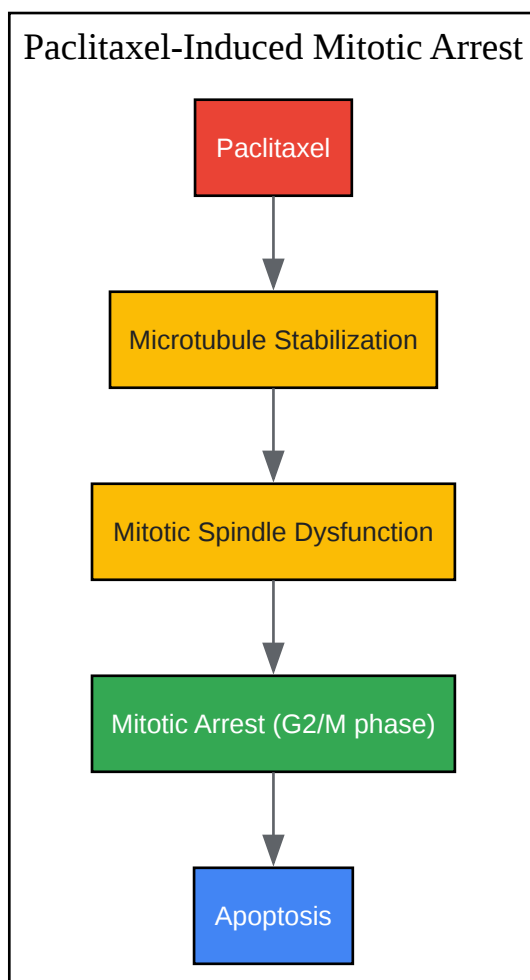 Paclitaxel-Induced Mitotic Arrest
Paclitaxel
Microtubule Stabilization
Mitotic Spindle Dysfunction
Mitotic Arrest (G2/M phase)
Apoptosis